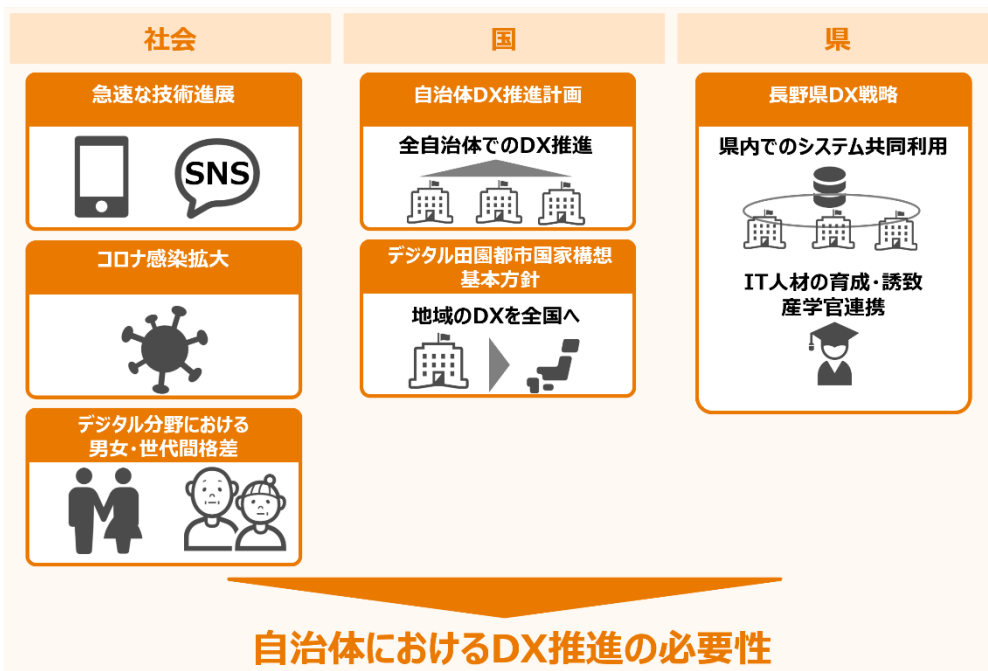 社会
急速な技術進展
SNS
コロナ感染拡大
デジタル分野における
男女・世代間格差
国
自治体DX推進計画
全自治体でのDX推進
デジタル田園都市国家構想
基本方針
地域のDXを全国へ
県
長野県DX戦略
県内でのシステム共同利用
IT人材の育成・誘致
産学官連携
自治体におけるDX推進の必要性